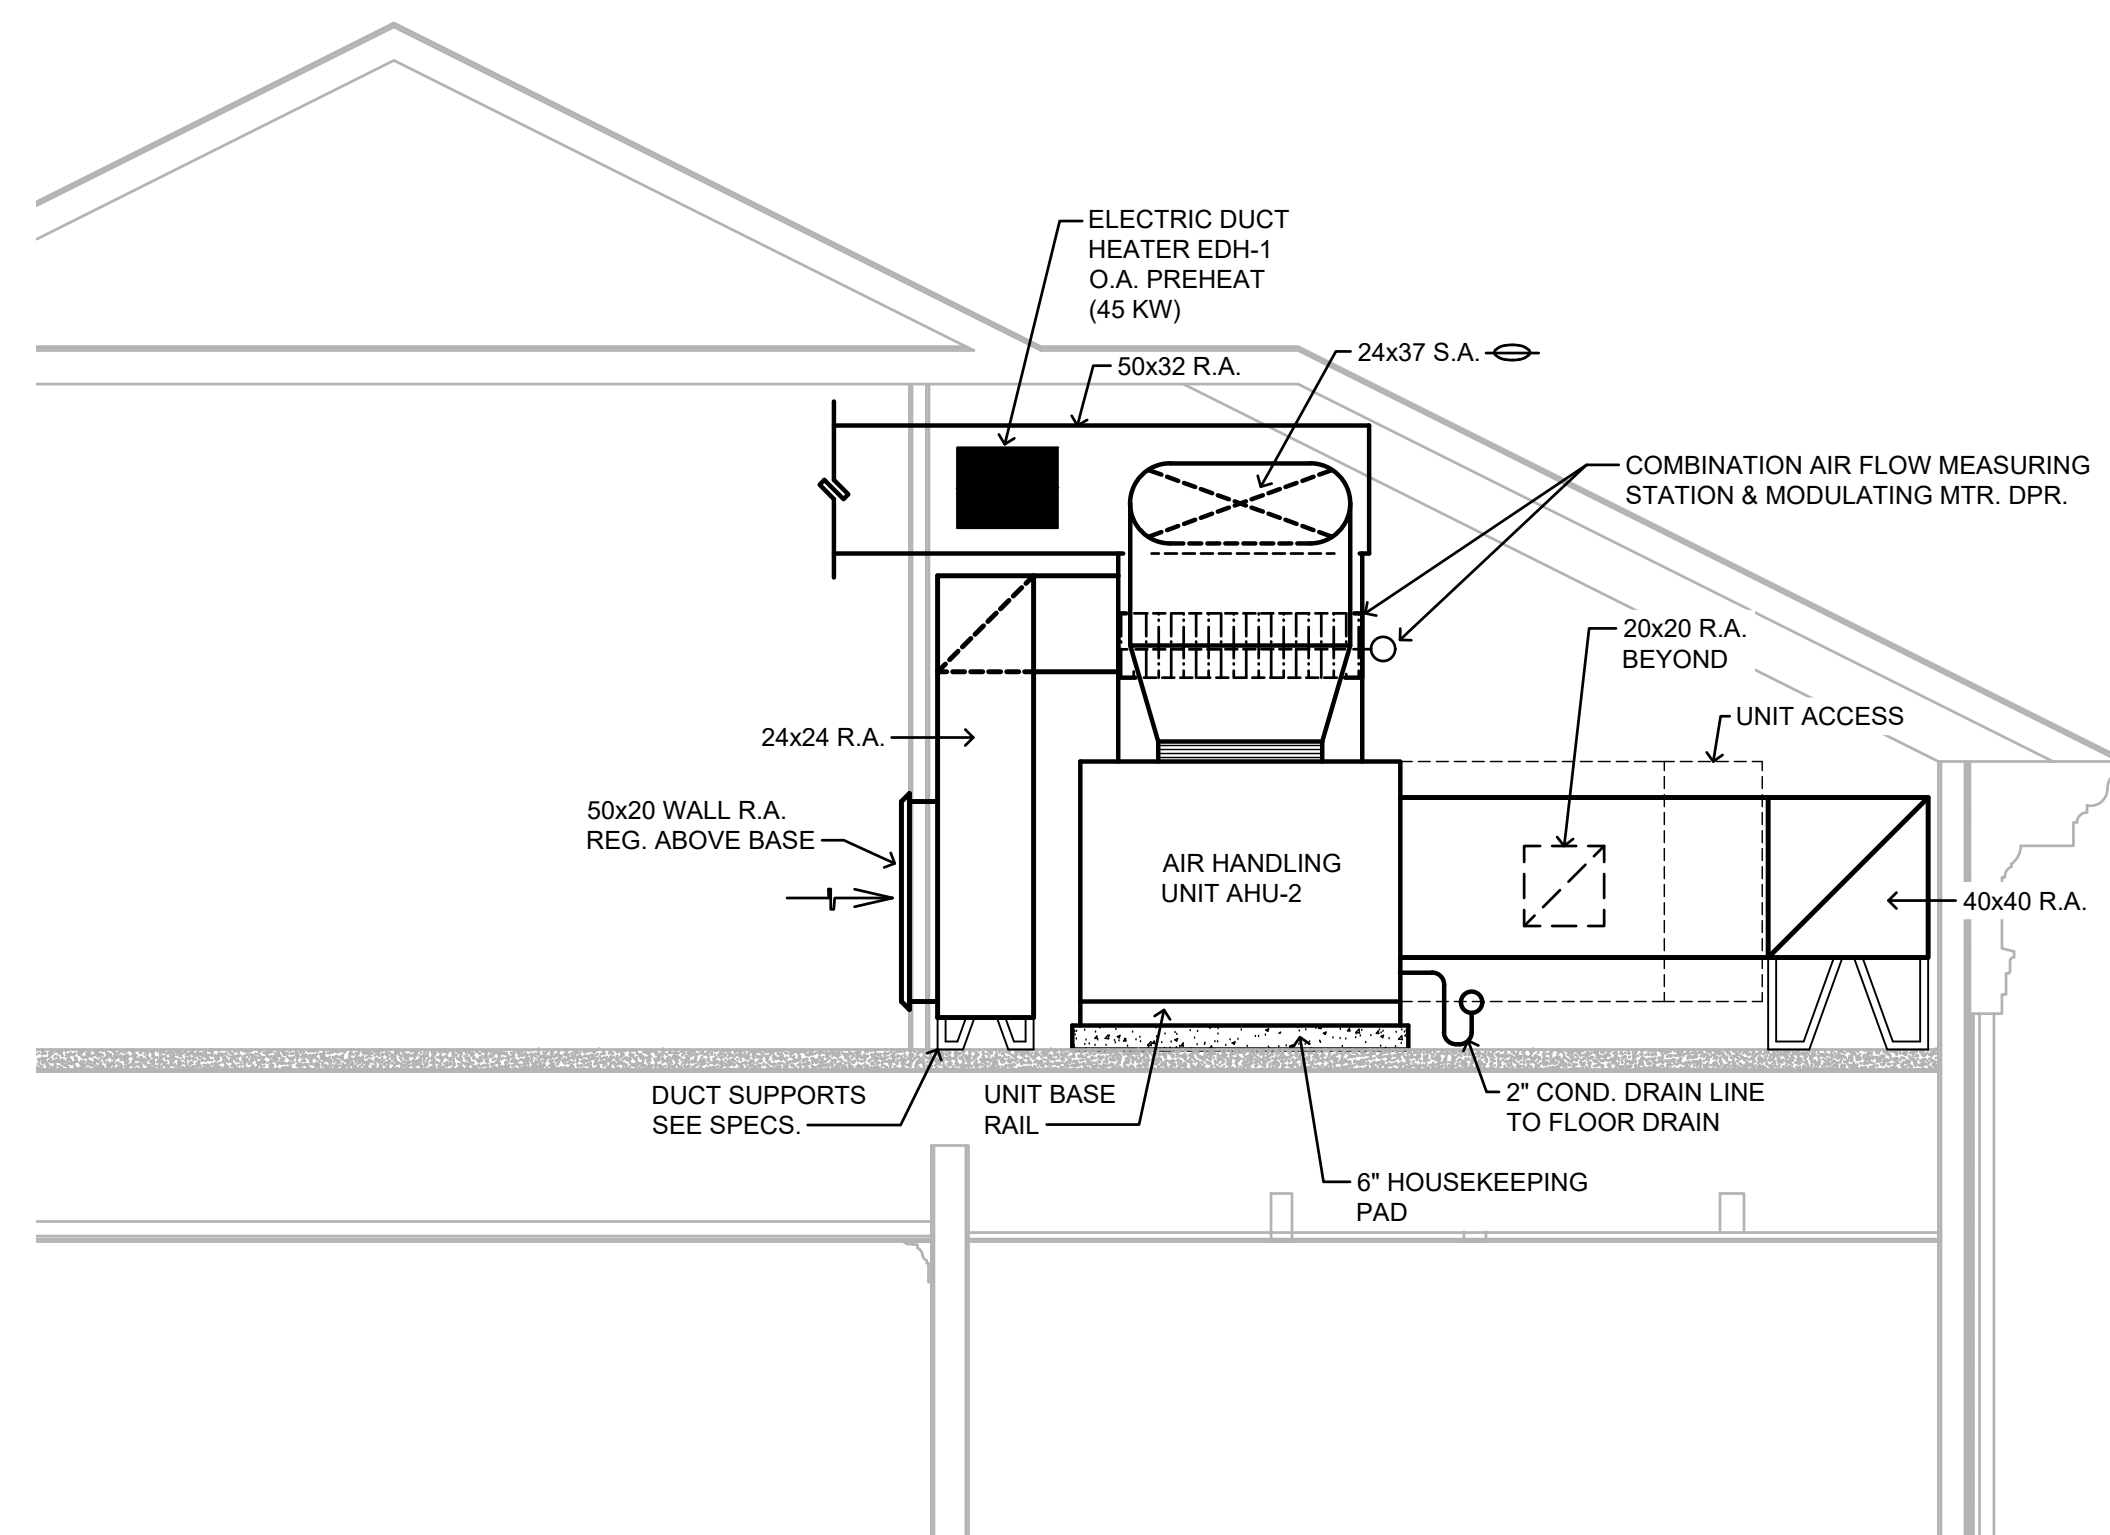 ELECTRIC DUCT
HEATER EDH-1
O.A. PREHEAT
(45 KW)
50x32 R.A.
24x37 S.A.
COMBINATION AIR FLOW MEASURING
STATION & MODULATING MTR. DPR.
20x20 R.A.
BEYOND
UNIT ACCESS
24x24 R.A.
50x20 WALL R.A.
REG. ABOVE BASE
AIR HANDLING
UNIT AHU-2
40x40 R.A.
DUCT SUPPORTS
SEE SPECS.
UNIT BASE
RAIL
2" COND. DRAIN LINE
TO FLOOR DRAIN
6" HOUSEKEEPING
PAD